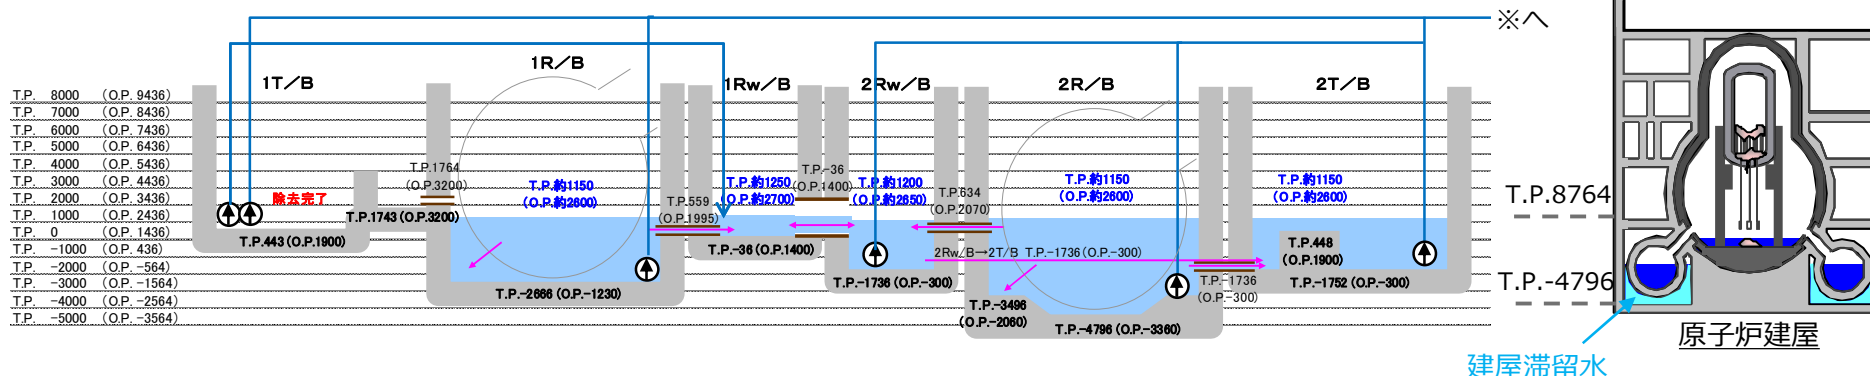 ※へ
1T/B
1R/B
1Rw/B
2Rw/B
2R/B
2T/B
T.P. 8000 (O.P. 9436)
T.P. 7000 (O.P. 8436)
T.P. 6000 (O.P. 7436)
T.P. 5000 (O.P. 6436)
T.P. 4000 (O.P. 5436)
T.P. 3000 (O.P. 4436)
T.P. 2000 (O.P. 3436)
T.P. 1000 (O.P. 2436)
T.P. 0 (O.P. 1436)
T.P. -1000 (O.P. 436)
T.P. -2000 (O.P. -564)
T.P. -3000 (O.P. -1564)
T.P. -4000 (O.P. -2564)
T.P. -5000 (O.P. -3564)
除去完了
T.P.443 (O.P.1900)
T.P.1743 (O.P.3200)
T.P.1764
(O.P.3200)
T.P.約1150
(O.P.約2600)
T.P.-2666 (O.P.-1230)
T.P.559
(O.P.1995)
T.P.約1250
(O.P.約2700)
T.P.-36 (O.P.1400)
T.P.-36
(O.P.1400)
T.P.約1200
(O.P.約2650)
T.P.-1736 (O.P.-300)
T.P.634
(O.P.2070)
2Rw/B→2T/B T.P.-1736(O.P.-300)
T.P.約1150
(O.P.約2600)
T.P.-3496
(O.P.-2060)
T.P.-4796 (O.P.-3360)
T.P.-1736
(O.P.-300)
T.P.約1150
(O.P.約2600)
T.P.448
(O.P.1900)
T.P.-1752 (O.P.-300)
T.P.8764
T.P.-4796
原子炉建屋
建屋滞留水